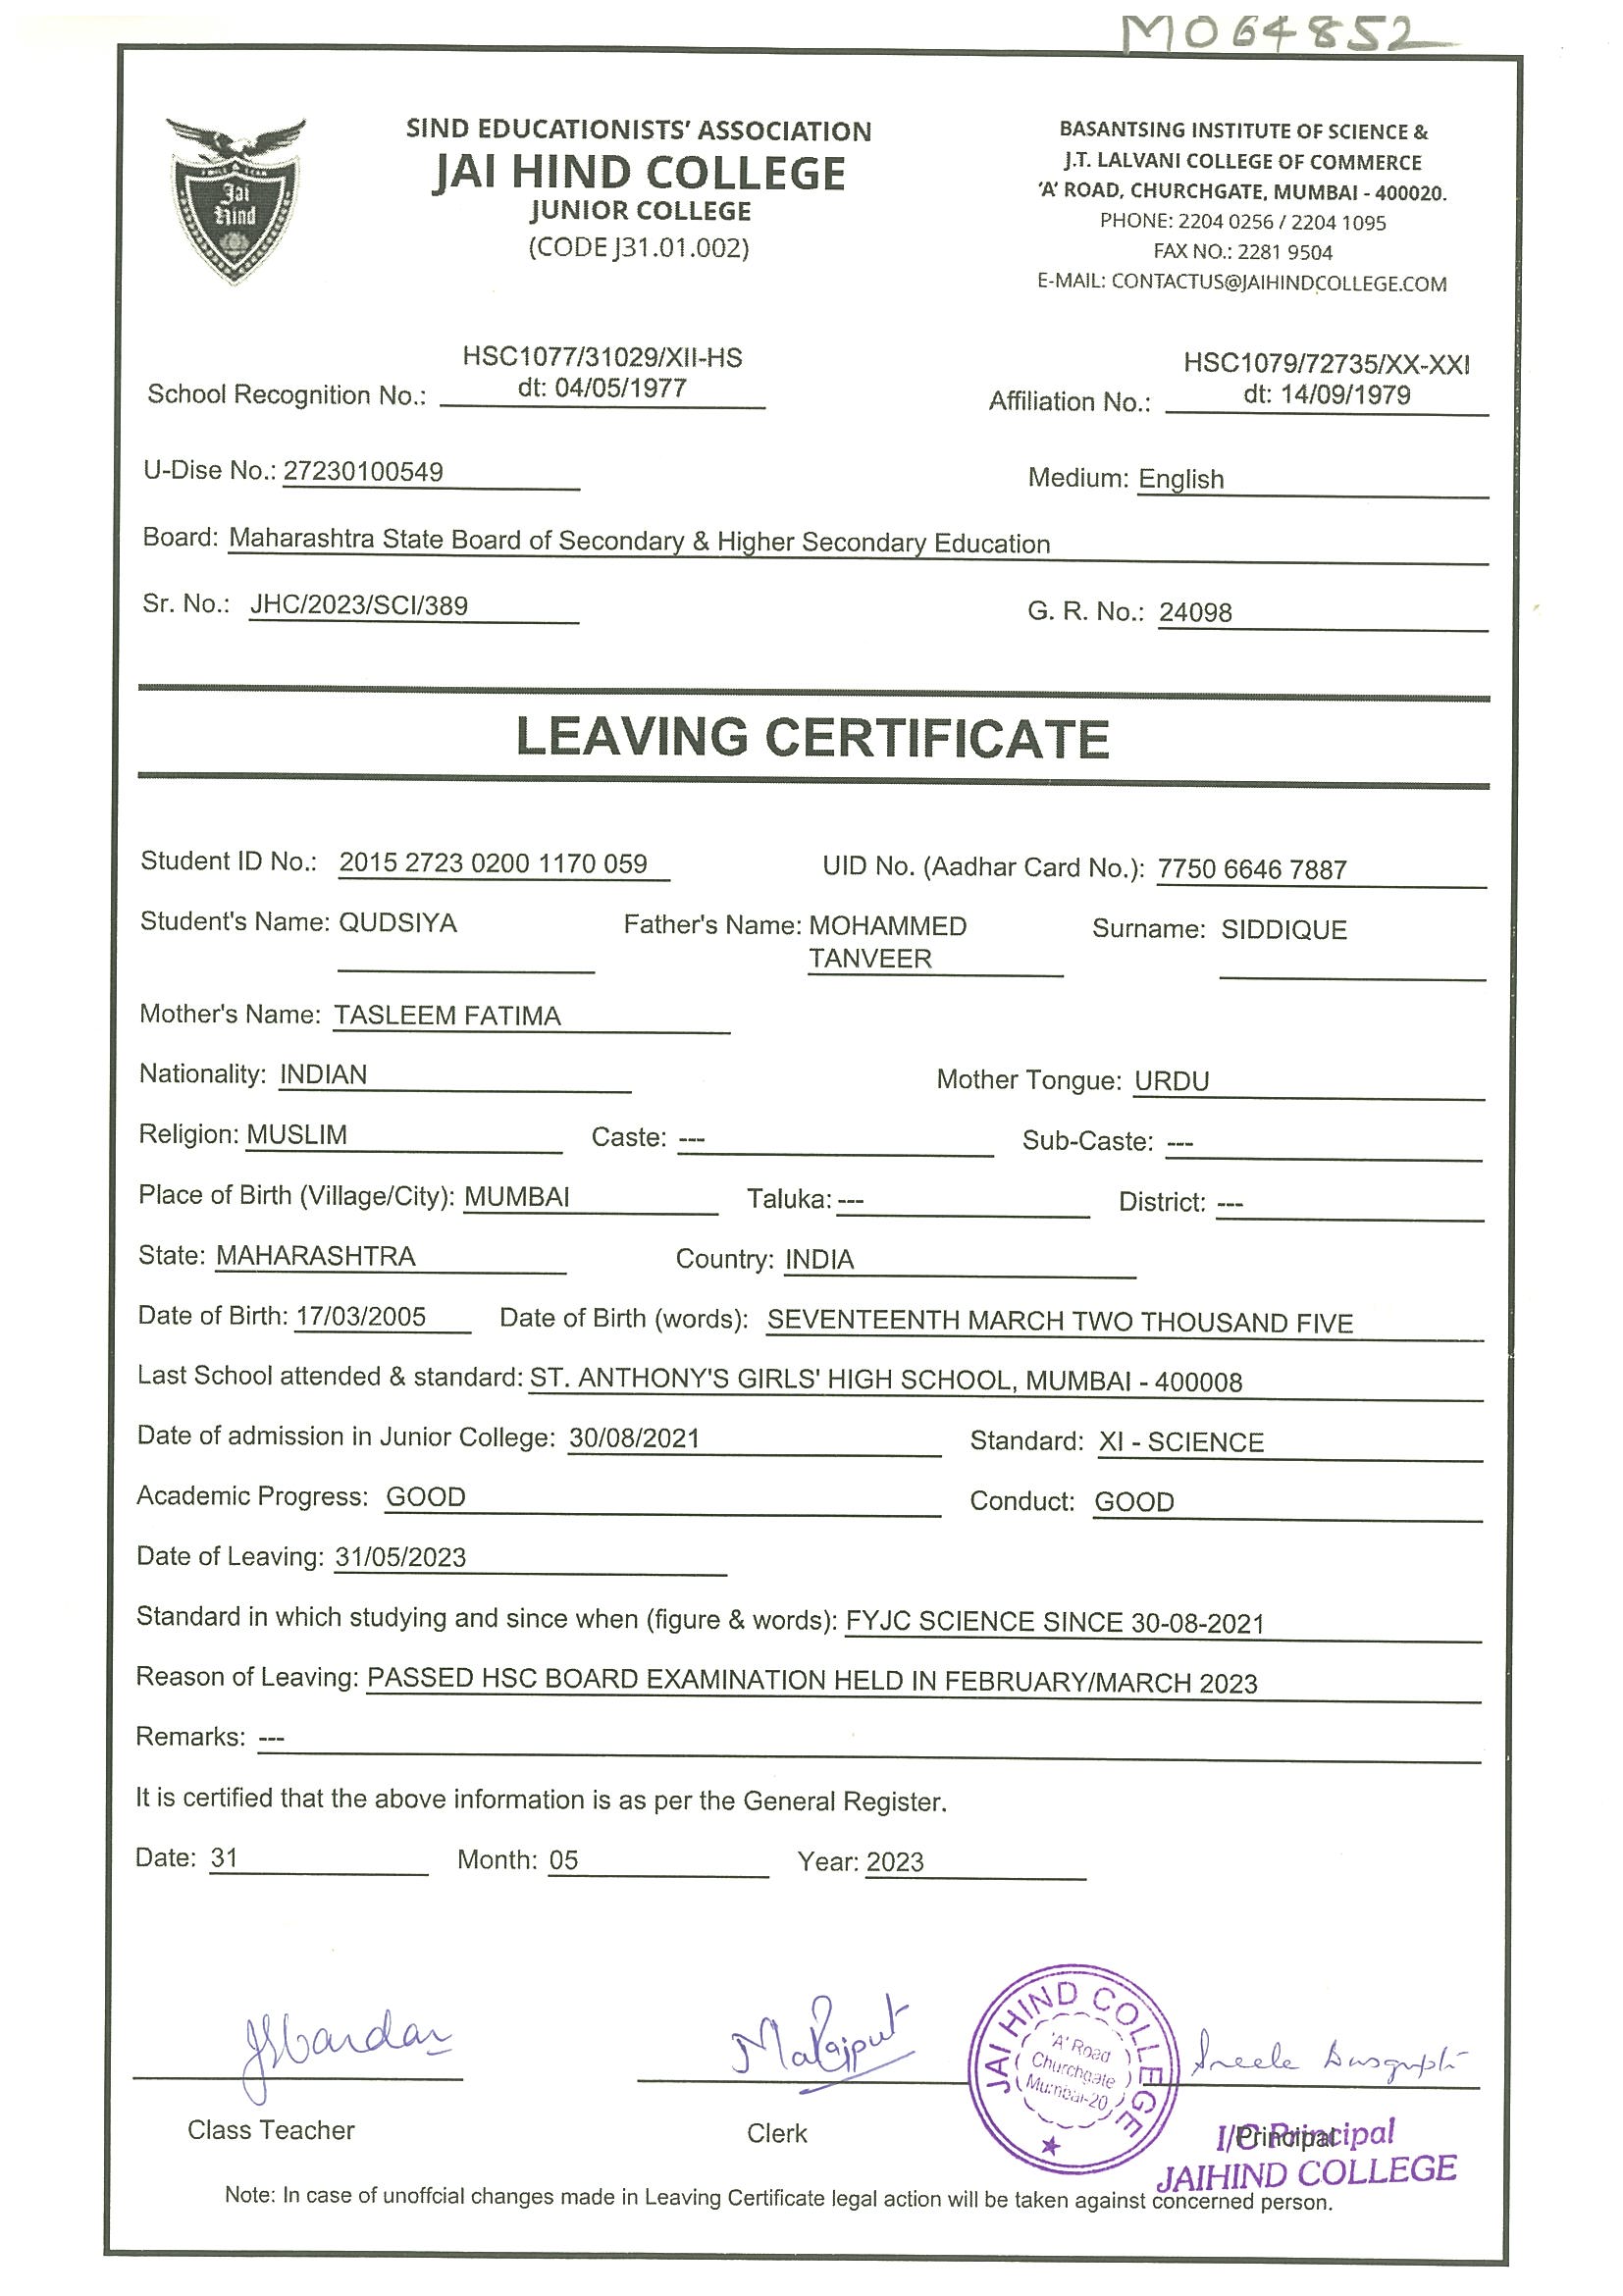 M064852
Jai
Hind
SIND EDUCATIONISTS' ASSOCIATION
JAI HIND COLLEGE
JUNIOR COLLEGE
(CODE J31.01.002)
BASANTSING INSTITUTE OF SCIENCE &
J.T. LALVANI COLLEGE OF COMMERCE
'A' ROAD, CHURCHGATE, MUMBAI - 400020.
PHONE: 2204 0256 / 2204 1095
FAX NO.: 2281 9504
E-MAIL: CONTACTUS@JAIHINDCOLLEGE.COM
School Recognition No.: HSC1077/31029/XII-HS
dt: 04/05/1977
Affiliation No.: HSC1079/72735/XX-XXI
dt: 14/09/1979
U-Dise No.: 27230100549 Medium: English
Board: Maharashtra State Board of Secondary & Higher Secondary Education
Sr. No.: JHC/2023/SCI/389 G. R. No.: 24098
LEAVING CERTIFICATE
Student ID No.: 2015 2723 0200 1170 059 UID No. (Aadhar Card No.): 7750 6646 7887
Student's Name: QUDSIYA Father's Name: MOHAMMED TANVEER Surname: SIDDIQUE
Mother's Name: TASLEEM FATIMA
Nationality: INDIAN Mother Tongue: URDU
Religion: MUSLIM Caste: --- Sub-Caste: ---
Place of Birth (Village/City): MUMBAI Taluka: --- District: ---
State: MAHARASHTRA Country: INDIA
Date of Birth: 17/03/2005 Date of Birth (words): SEVENTEENTH MARCH TWO THOUSAND FIVE
Last School attended & standard: ST. ANTHONY'S GIRLS' HIGH SCHOOL, MUMBAI - 400008
Date of admission in Junior College: 30/08/2021 Standard: XI - SCIENCE
Academic Progress: GOOD Conduct: GOOD
Date of Leaving: 31/05/2023
Standard in which studying and since when (figure & words): FYJC SCIENCE SINCE 30-08-2021
Reason of Leaving: PASSED HSC BOARD EXAMINATION HELD IN FEBRUARY/MARCH 2023
Remarks: ---
It is certified that the above information is as per the General Register.
Date: 31 Month: 05 Year: 2023
JAI HIND COLLEGE
'A' Road
Churchgate
Mumbai-20
Class Teacher Clerk Principal
I/C Principal
JAIHIND COLLEGE
Note: In case of unoffcial changes made in Leaving Certificate legal action will be taken against concerned person.